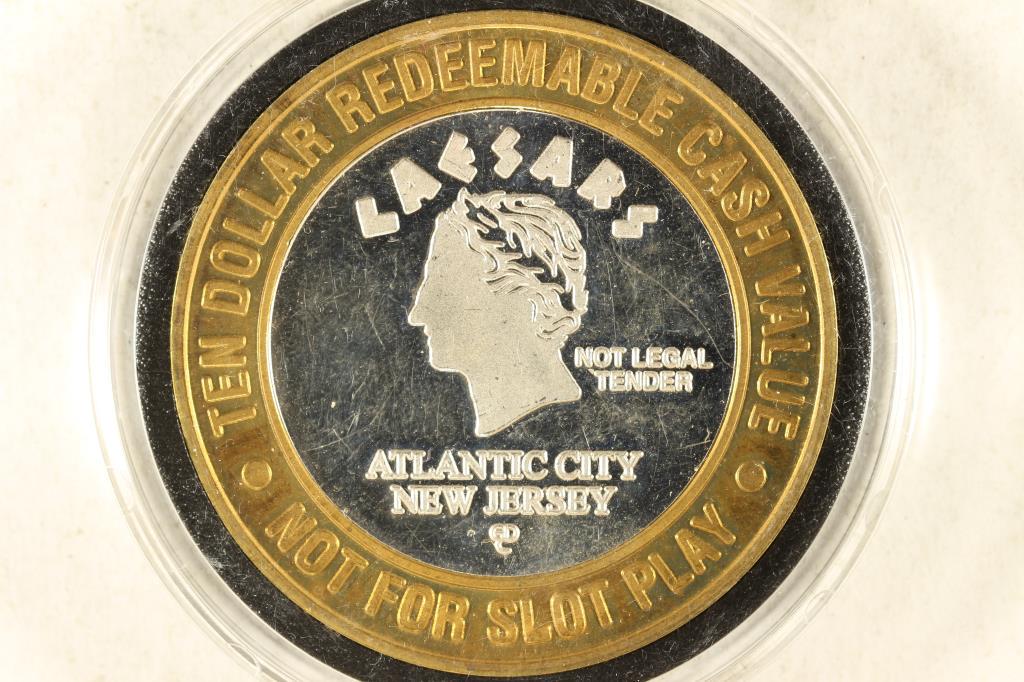 TEN DOLLAR REDEEMABLE CASH VALUE
CAESARS
NOT LEGAL
TENDER
ATLANTIC CITY
NEW JERSEY
NOT FOR SLOT PLAY